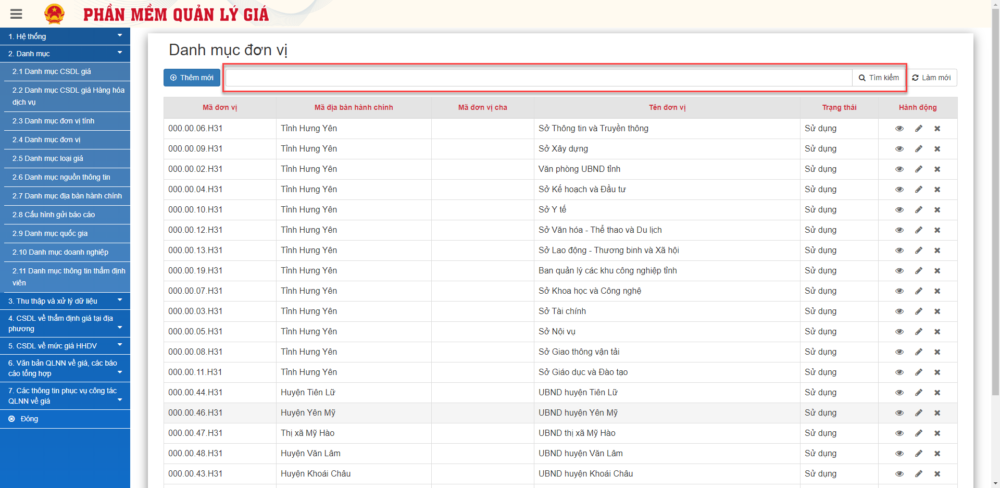 PHẦN MỀM QUẢN LÝ GIÁ
1. Hệ thống
2. Danh mục
2.1 Danh mục CSDL giá
2.2 Danh mục CSDL giá Hàng hóa
dịch vụ
2.3 Danh mục đơn vị tính
2.4 Danh mục đơn vị
2.5 Danh mục loại giá
2.6 Danh mục nguồn thông tin
2.7 Danh mục địa bàn hành chính
2.8 Cấu hình gửi báo cáo
2.9 Danh mục quốc gia
2.10 Danh mục doanh nghiệp
2.11 Danh mục thông tin thẩm định
viên
3. Thu thập và xử lý dữ liệu
4. CSDL về thẩm định giá tại địa
phương
5. CSDL về mức giá HHDV
6. Văn bản QLNN về giá, các báo
cáo tổng hợp
7. Các thông tin phục vụ công tác
QLNN về giá
Đóng
Danh mục đơn vị
Thêm mới Tìm kiếm Làm mới
Mã đơn vị Mã địa bàn hành chính Mã đơn vị cha Tên đơn vị Trạng thái Hành động
000.00.06.H31 Tỉnh Hưng Yên Sở Thông tin và Truyền thông Sử dụng
000.00.09.H31 Tỉnh Hưng Yên Sở Xây dựng Sử dụng
000.00.02.H31 Tỉnh Hưng Yên Văn phòng UBND tỉnh Sử dụng
000.00.04.H31 Tỉnh Hưng Yên Sở Kế hoạch và Đầu tư Sử dụng
000.00.10.H31 Tỉnh Hưng Yên Sở Y tế Sử dụng
000.00.12.H31 Tỉnh Hưng Yên Sở Văn hóa - Thể thao và Du lịch Sử dụng
000.00.13.H31 Tỉnh Hưng Yên Sở Lao động - Thương binh và Xã hội Sử dụng
000.00.19.H31 Tỉnh Hưng Yên Ban quản lý các khu công nghiệp tỉnh Sử dụng
000.00.07.H31 Tỉnh Hưng Yên Sở Khoa học và Công nghệ Sử dụng
000.00.03.H31 Tỉnh Hưng Yên Sở Tài chính Sử dụng
000.00.05.H31 Tỉnh Hưng Yên Sở Nội vụ Sử dụng
000.00.08.H31 Tỉnh Hưng Yên Sở Giao thông vận tải Sử dụng
000.00.11.H31 Tỉnh Hưng Yên Sở Giáo dục và Đào tạo Sử dụng
000.00.44.H31 Huyện Tiên Lữ UBND huyện Tiên Lữ Sử dụng
000.00.46.H31 Huyện Yên Mỹ UBND huyện Yên Mỹ Sử dụng
000.00.47.H31 Thị xã Mỹ Hào UBND thị xã Mỹ Hào Sử dụng
000.00.48.H31 Huyện Văn Lâm UBND huyện Văn Lâm Sử dụng
000.00.43.H31 Huyện Khoái Châu UBND huyện Khoái Châu Sử dụng